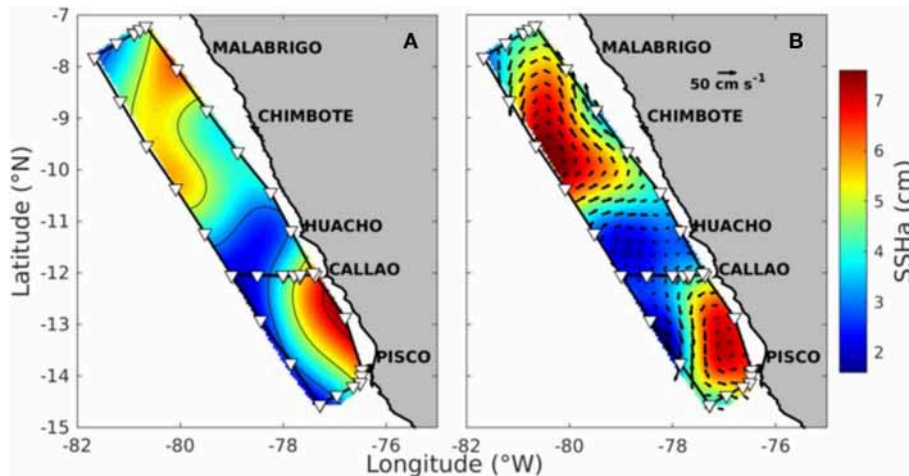 A
B
MALABRIGO
MALABRIGO
50 cm s⁻¹
CHIMBOTE
CHIMBOTE
HUACHO
HUACHO
CALLAO
CALLAO
PISCO
PISCO
-7
-8
-9
-10
-11
-12
-13
-14
-15
Latitude (°N)
-82
-80
-78
-76
-82
-80
-78
-76
Longitude (°W)
7
6
5
4
3
2
SSHa (cm)